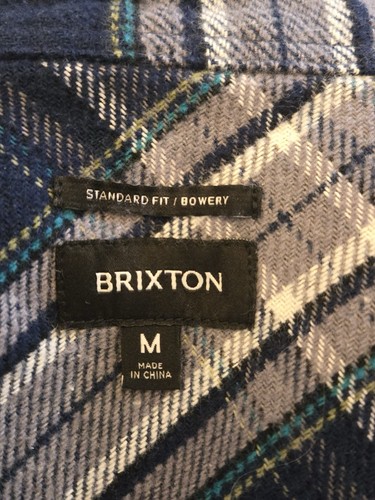 STANDARD FIT / BOWERY
BRIXTON
M
MADE
IN CHINA